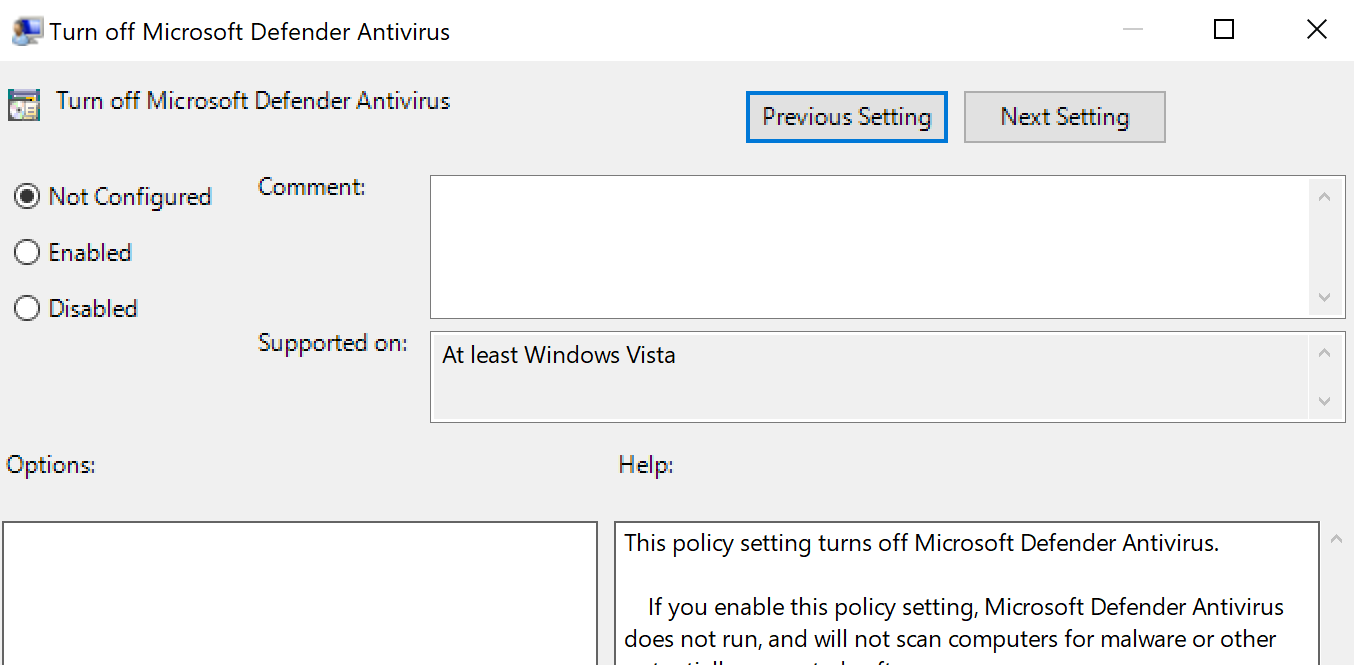 Turn off Microsoft Defender Antivirus
Turn off Microsoft Defender Antivirus
Previous Setting
Next Setting
Not Configured
Comment:
Enabled
Disabled
Supported on:
At least Windows Vista
Options:
Help:
This policy setting turns off Microsoft Defender Antivirus.
If you enable this policy setting, Microsoft Defender Antivirus
does not run, and will not scan computers for malware or other